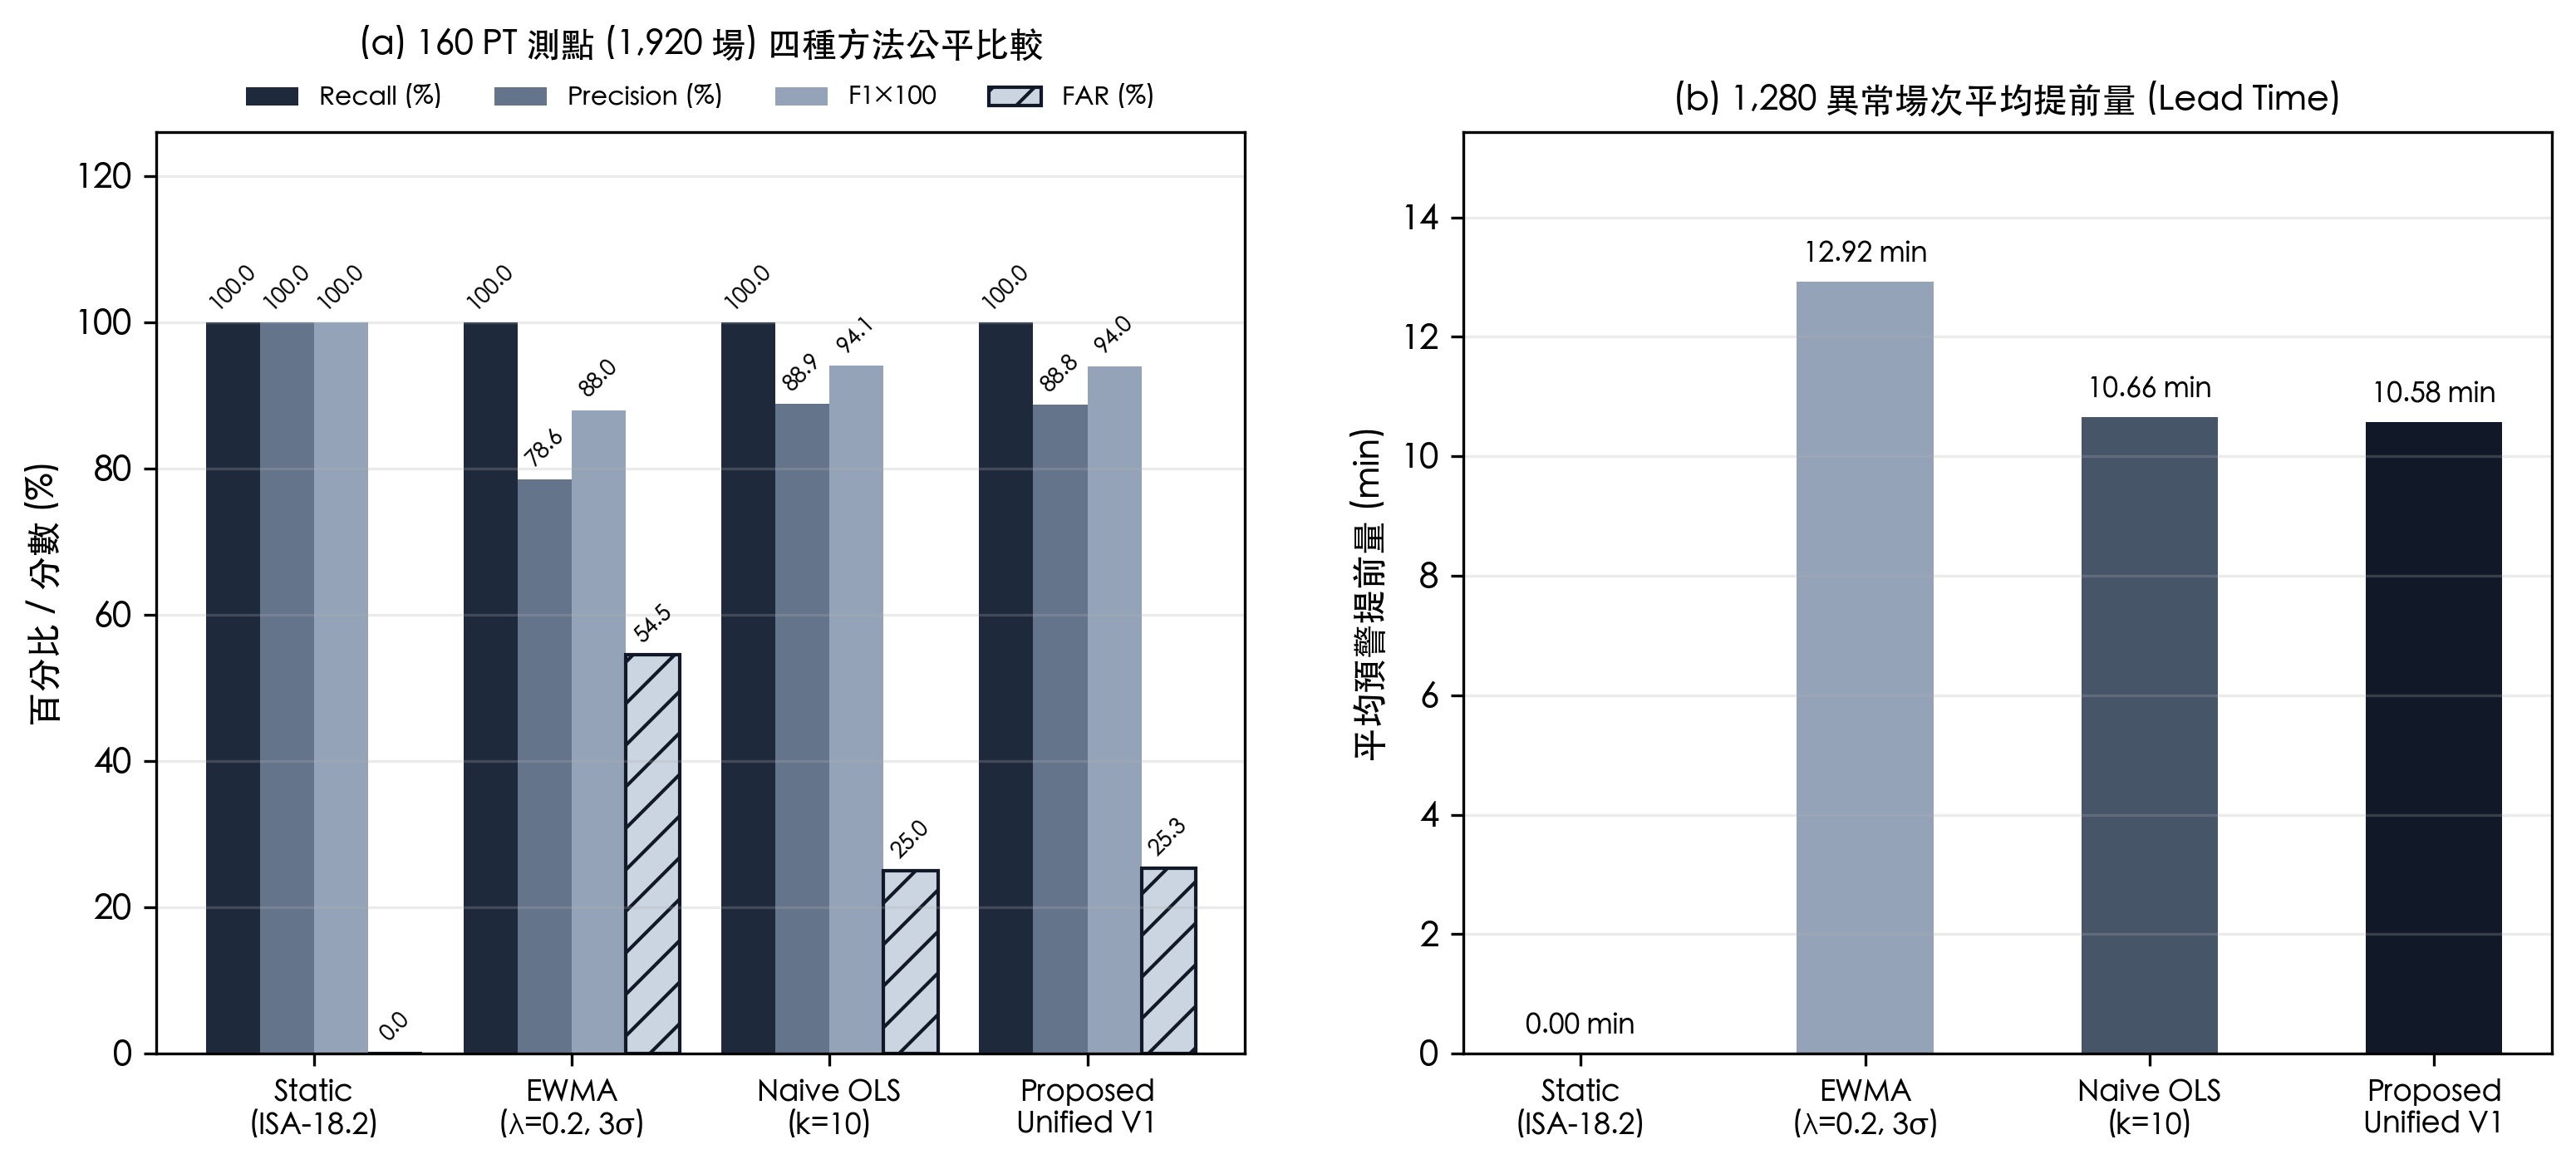 (a) 160 PT 測點 (1,920 場) 四種方法公平比較
Recall (%) Precision (%) F1×100 FAR (%)
百分比 / 分數 (%)
120
100
80
60
40
20
0
100.0 100.0 100.0 0.0
100.0 78.6 88.0 54.5
100.0 88.9 94.1 25.0
100.0 88.8 94.0 25.3
Static
(ISA-18.2)
EWMA
(λ=0.2, 3σ)
Naive OLS
(k=10)
Proposed
Unified V1
(b) 1,280 異常場次平均提前量 (Lead Time)
平均預警提前量 (min)
14
12
10
8
6
4
2
0
0.00 min
12.92 min
10.66 min
10.58 min
Static
(ISA-18.2)
EWMA
(λ=0.2, 3σ)
Naive OLS
(k=10)
Proposed
Unified V1